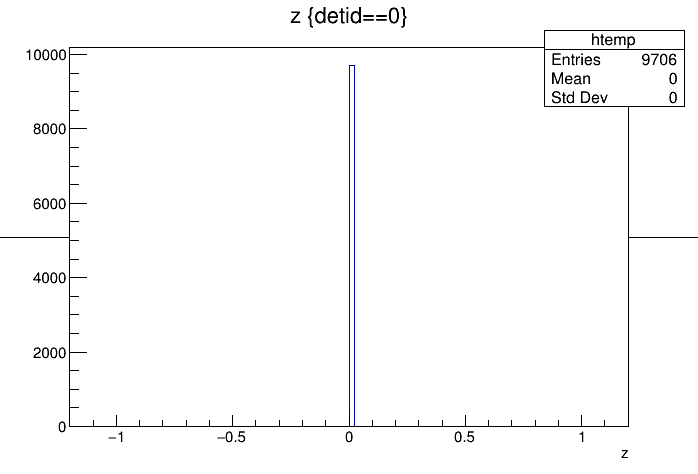 z {detid==0}
htemp
Entries 9706
Mean 0
Std Dev 0
10000
8000
6000
4000
2000
0
−1 −0.5 0 0.5 1
z